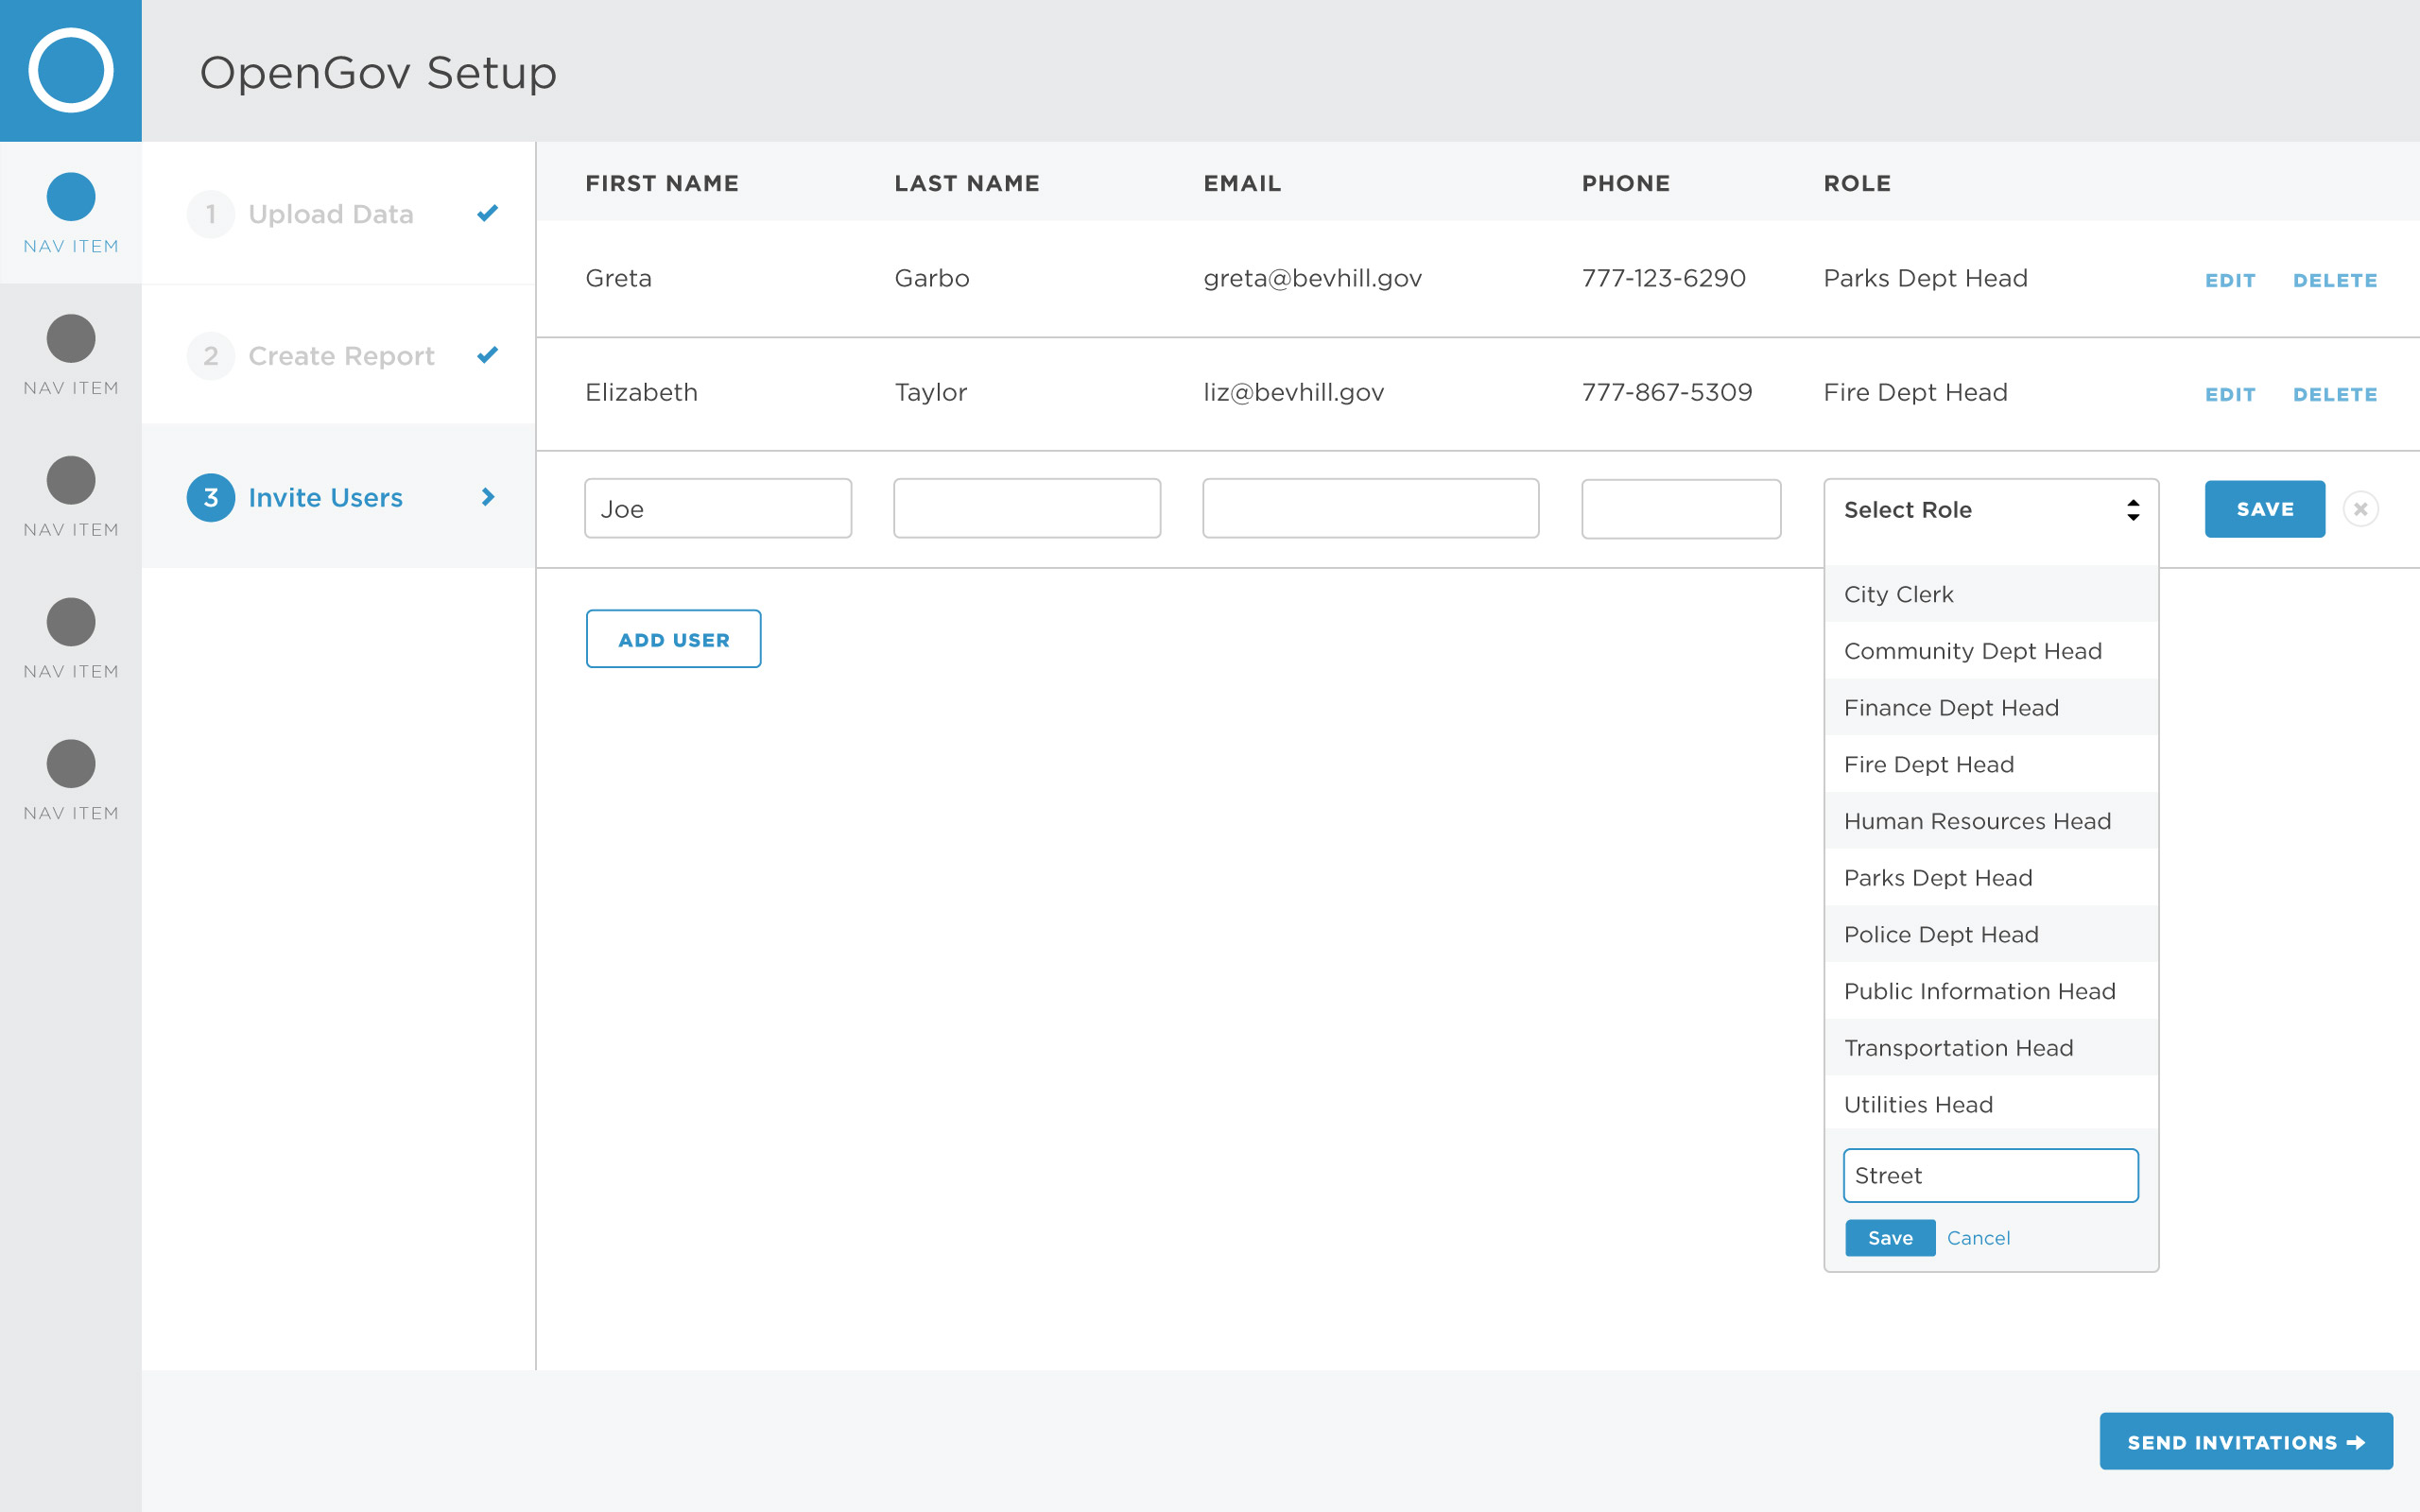 OpenGov Setup
NAV ITEM
NAV ITEM
NAV ITEM
NAV ITEM
NAV ITEM
1 Upload Data
2 Create Report
3 Invite Users
FIRST NAME LAST NAME EMAIL PHONE ROLE
Greta Garbo greta@bevhill.gov 777-123-6290 Parks Dept Head EDIT DELETE
Elizabeth Taylor liz@bevhill.gov 777-867-5309 Fire Dept Head EDIT DELETE
Joe Select Role SAVE
ADD USER
City Clerk
Community Dept Head
Finance Dept Head
Fire Dept Head
Human Resources Head
Parks Dept Head
Police Dept Head
Public Information Head
Transportation Head
Utilities Head
Street
Save Cancel
SEND INVITATIONS